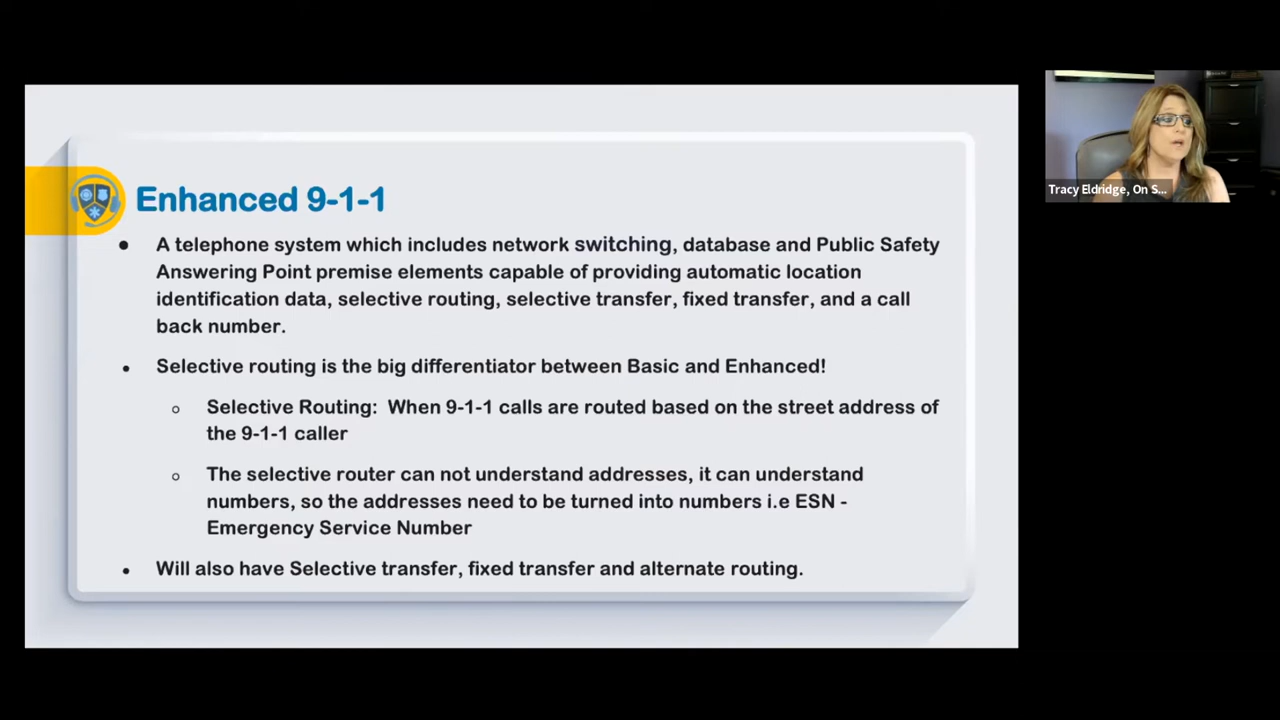 Enhanced 9-1-1
● A telephone system which includes network switching, database and Public Safety
Answering Point premise elements capable of providing automatic location
identification data, selective routing, selective transfer, fixed transfer, and a call
back number.
● Selective routing is the big differentiator between Basic and Enhanced!
○ Selective Routing: When 9-1-1 calls are routed based on the street address of
the 9-1-1 caller
○ The selective router can not understand addresses, it can understand
numbers, so the addresses need to be turned into numbers i.e ESN -
Emergency Service Number
● Will also have Selective transfer, fixed transfer and alternate routing.
Tracy Eldridge, On S...